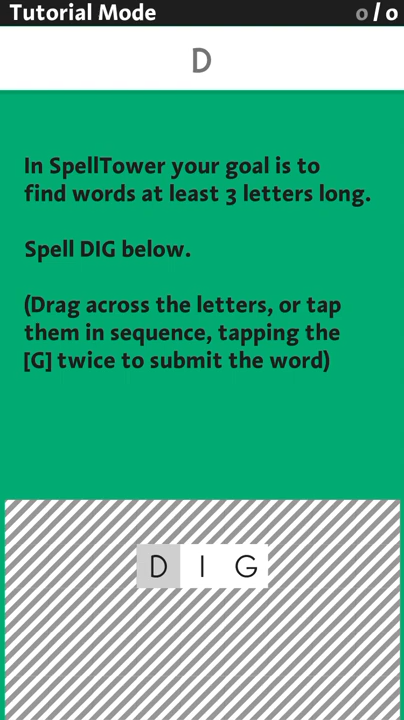 Tutorial Mode 0 / 0
D
In SpellTower your goal is to
find words at least 3 letters long.
Spell DIG below.
(Drag across the letters, or tap
them in sequence, tapping the
[G] twice to submit the word)
D I G